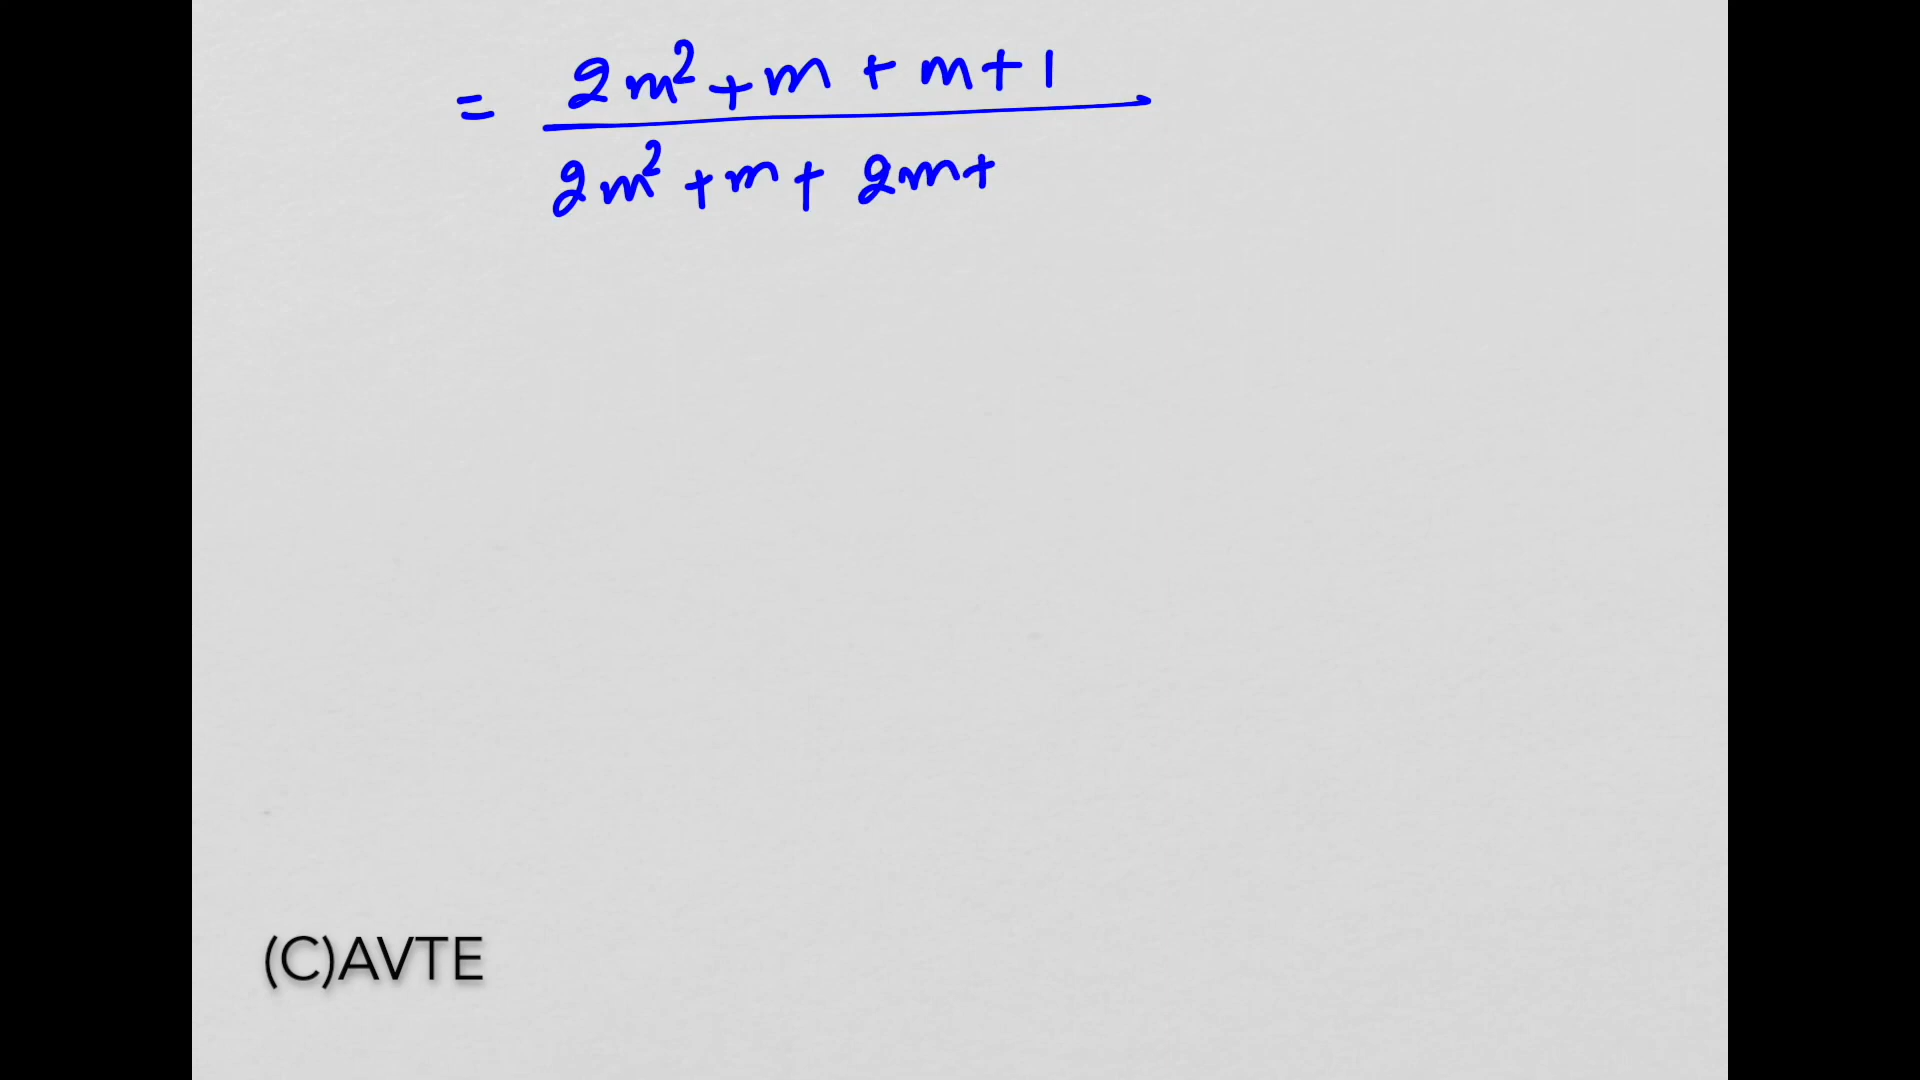 = 2m² + m + m + 1
2m² + m + 2m +
(C)AVTE